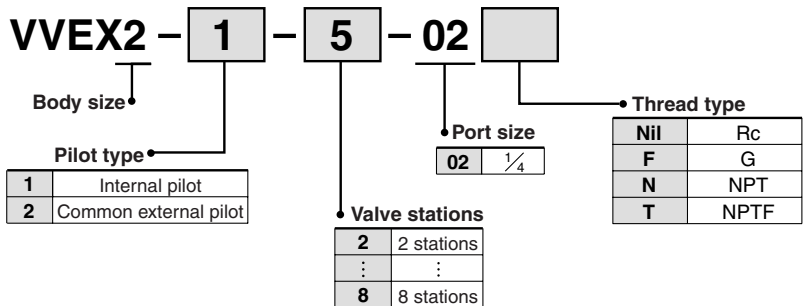 VVEX2 – 1 – 5 – 02
Body size
Pilot type
1 Internal pilot
2 Common external pilot
Valve stations
2 2 stations
⋮ ⋮
8 8 stations
Port size
02 1/4
Thread type
Nil Rc
F G
N NPT
T NPTF